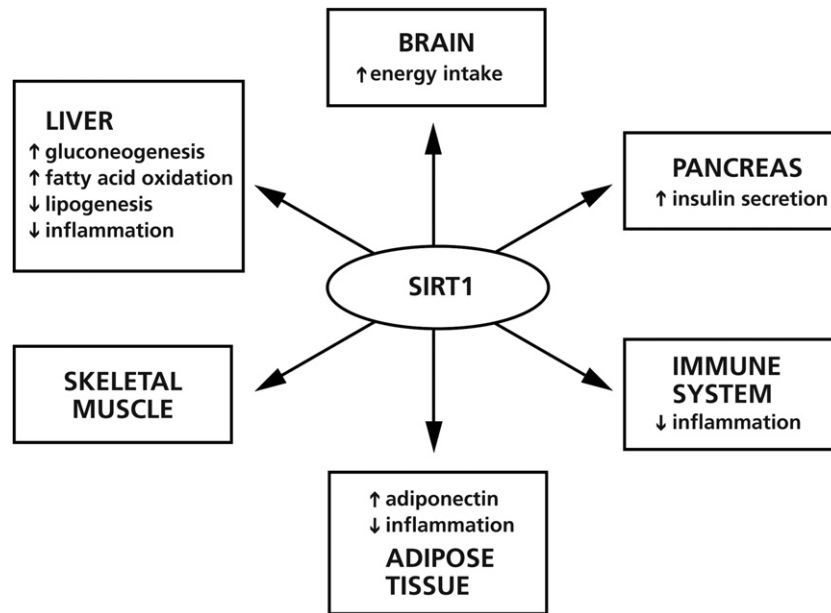 BRAIN
↑ energy intake
LIVER
↑ gluconeogenesis
↑ fatty acid oxidation
↓ lipogenesis
↓ inflammation
PANCREAS
↑ insulin secretion
SIRT1
SKELETAL
MUSCLE
IMMUNE
SYSTEM
↓ inflammation
↑ adiponectin
↓ inflammation
ADIPOSE
TISSUE